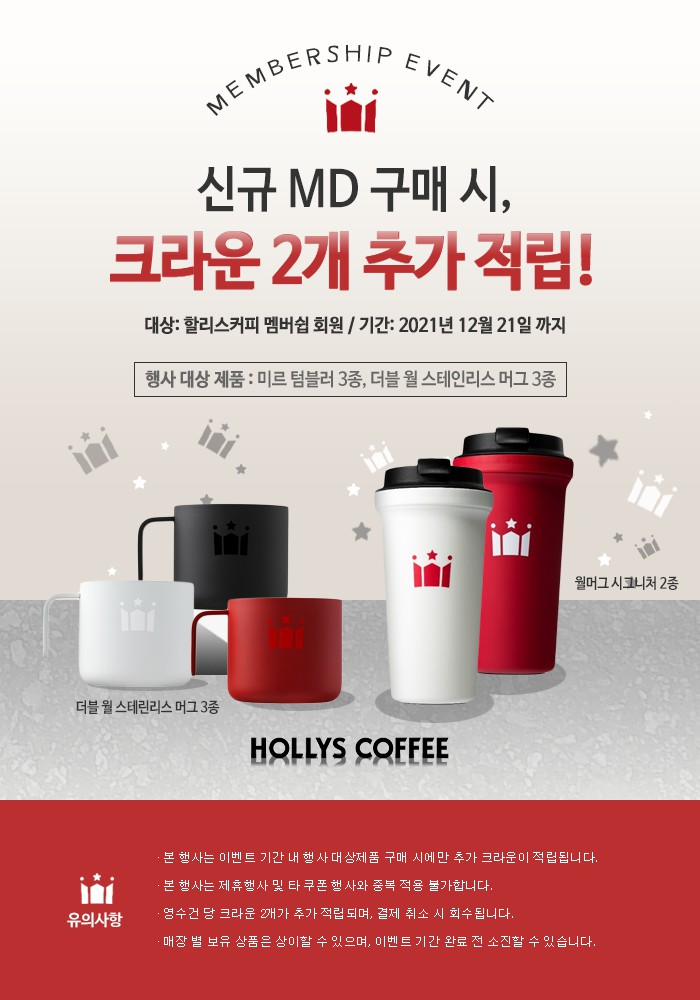 MEMBERSHIP EVENT
신규 MD 구매 시,
크라운 2개 추가 적립!
대상: 할리스커피 멤버쉽 회원 / 기간: 2021년 12월 21일 까지
행사 대상 제품 : 미르 텀블러 3종, 더블 월 스테인리스 머그 3종
월머그 시그니처 2종
더블 월 스테린리스 머그 3종
HOLLYS COFFEE
유의사항
· 본 행사는 이벤트 기간 내 행사 대상제품 구매 시에만 추가 크라운이 적립됩니다.
· 본 행사는 제휴행사 및 타 쿠폰 행사와 중복 적용 불가합니다.
· 영수건 당 크라운 2개가 추가 적립되며, 결제 취소 시 회수됩니다.
· 매장 별 보유 상품은 상이할 수 있으며, 이벤트 기간 완료 전 소진할 수 있습니다.